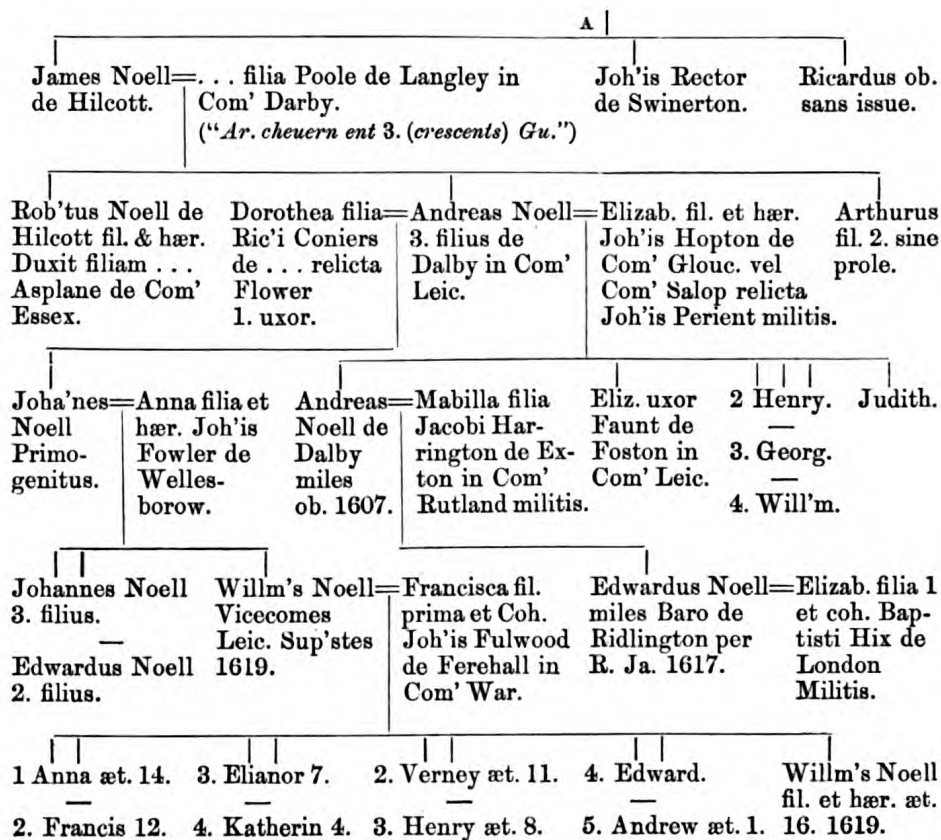 A
James Noell=. . . filia Poole de Langley in
de Hilcott. Com' Darby.
("Ar. cheuern ent 3. (crescents) Gu.")
Joh'is Rector
de Swinerton.
Ricardus ob.
sans issue.
Rob'tus Noell de
Hilcott fil. & hær.
Duxit filiam . . .
Asplane de Com'
Essex.
Dorothea filia=
Ric'i Coniers
de . . . relicta
Flower
1. uxor.
Andreas Noell=
3. filius de
Dalby in Com'
Leic.
Elizab. fil. et hær.
Joh'is Hopton de
Com' Glouc. vel
Com' Salop relicta
Joh'is Perient militis.
Arthurus
fil. 2. sine
prole.
Joha'nes=
Noell
Primo-
genitus.
Anna filia et
hær. Joh'is
Fowler de
Welles-
borow.
Andreas=
Noell de
Dalby
miles
ob. 1607.
Mabilla filia
Jacobi Har-
rington de Ex-
ton in Com'
Rutland militis.
Eliz. uxor
Faunt de
Foston in
Com' Leic.
2 Henry.
—
3. Georg.
—
4. Will'm.
Judith.
Johannes Noell
3. filius.
—
Edwardus Noell
2. filius.
Willm's Noell=
Vicecomes
Leic. Sup'stes
1619.
Francisca fil.
prima et Coh.
Joh'is Fulwood
de Ferehall in
Com' War.
Edwardus Noell=
miles Baro de
Ridlington per
R. Ja. 1617.
Elizab. filia 1
et coh. Bap-
tisti Hix de
London
Militis.
1 Anna æt. 14.
—
2. Francis 12.
3. Elianor 7.
—
4. Katherin 4.
2. Verney æt. 11.
—
3. Henry æt. 8.
4. Edward.
—
5. Andrew æt. 1.
Willm's Noell
fil. et hær. æt.
16. 1619.